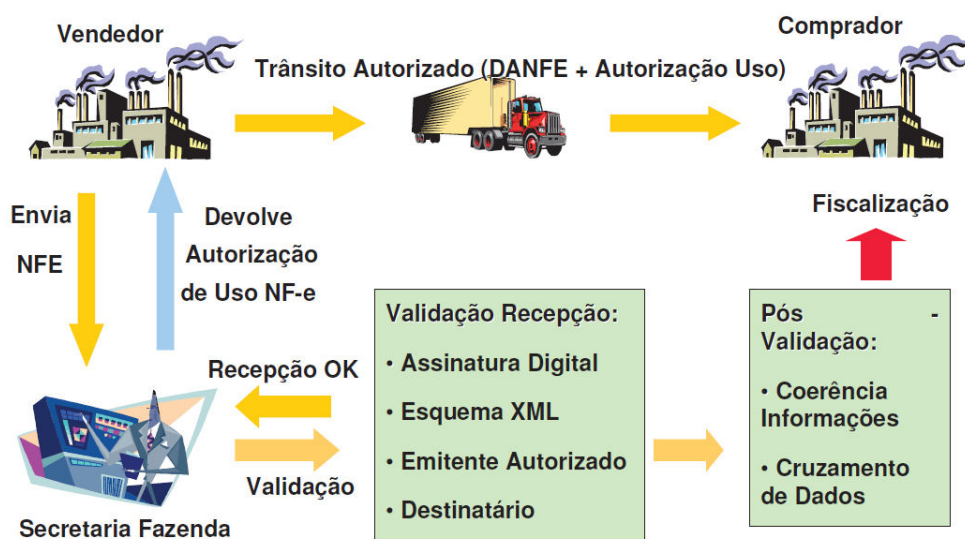 Vendedor
Comprador
Trânsito Autorizado (DANFE + Autorização Uso)
Envia
NFE
Devolve
Autorização
de Uso NF-e
Fiscalização
Recepção OK
Validação
Secretaria Fazenda
Validação Recepção:
• Assinatura Digital
• Esquema XML
• Emitente Autorizado
• Destinatário
Pós -
Validação:
• Coerência
Informações
• Cruzamento
de Dados